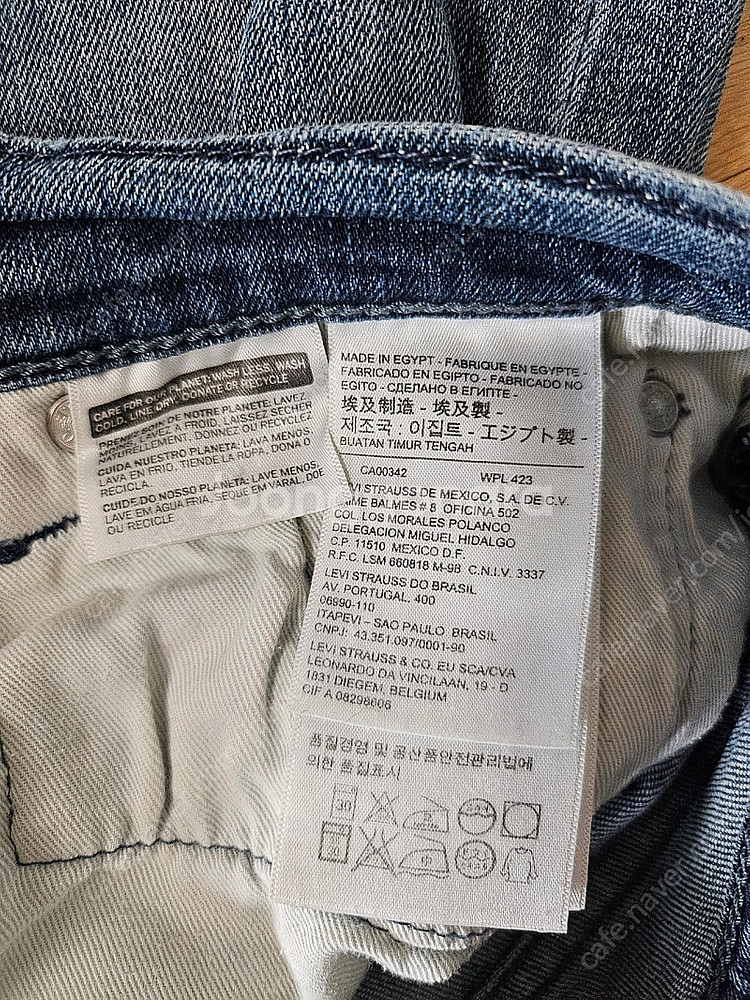 CARE FOR OUR PLANET: WASH LESS, WASH
COLD, LINE DRY, DONATE OR RECYCLE
PREMEZ SOIN DE NOTRE PLANETE: LAVEZ
MOINS, LAVEZ A FROID, LAISSEZ SECHER
NATURELLEMENT, DONNEZ OU RECYCLEZ
CUIDA NUESTRO PLANETA: LAVA MENOS,
LAVA EN FRIO, TIENDE LA ROPA, DONA O
RECICLA.
CUIDE DO NOSSO PLANETA: LAVE MENOS,
LAVE EM ÁGUA FRIA, SEQUE EM VARAL, DOE
OU RECICLE
MADE IN EGYPT - FABRIQUE EN EGYPTE -
FABRICADO EN EGIPTO - FABRICADO NO
EGITO - СДЕЛАНО В ЕГИПТЕ -
埃及制造 - 埃及製 -
제조국 : 이집트 - エジプト製 -
BUATAN TIMUR TENGAH
CA00342 WPL 423
LEVI STRAUSS DE MEXICO, S.A. DE C.V.
JAIME BALMES # 8 OFICINA 502
COL. LOS MORALES POLANCO
DELEGACION MIGUEL HIDALGO
C.P. 11510 MEXICO D.F.
R.F.C. LSM 660818 M-98 C.N.I.V. 3337
LEVI STRAUSS DO BRASIL
AV. PORTUGAL, 400
06990-110
ITAPEVI – SAO PAULO BRASIL
CNPJ: 43.351.097/0001-90
LEVI STRAUSS & CO. EU SCA/CVA
LEONARDO DA VINCILAAN, 19 - D
1831 DIEGEM, BELGIUM
CIF A 08298606
품질경영 및 공산품안전관리법에
의한 품질표시
30
中
cafe.naver